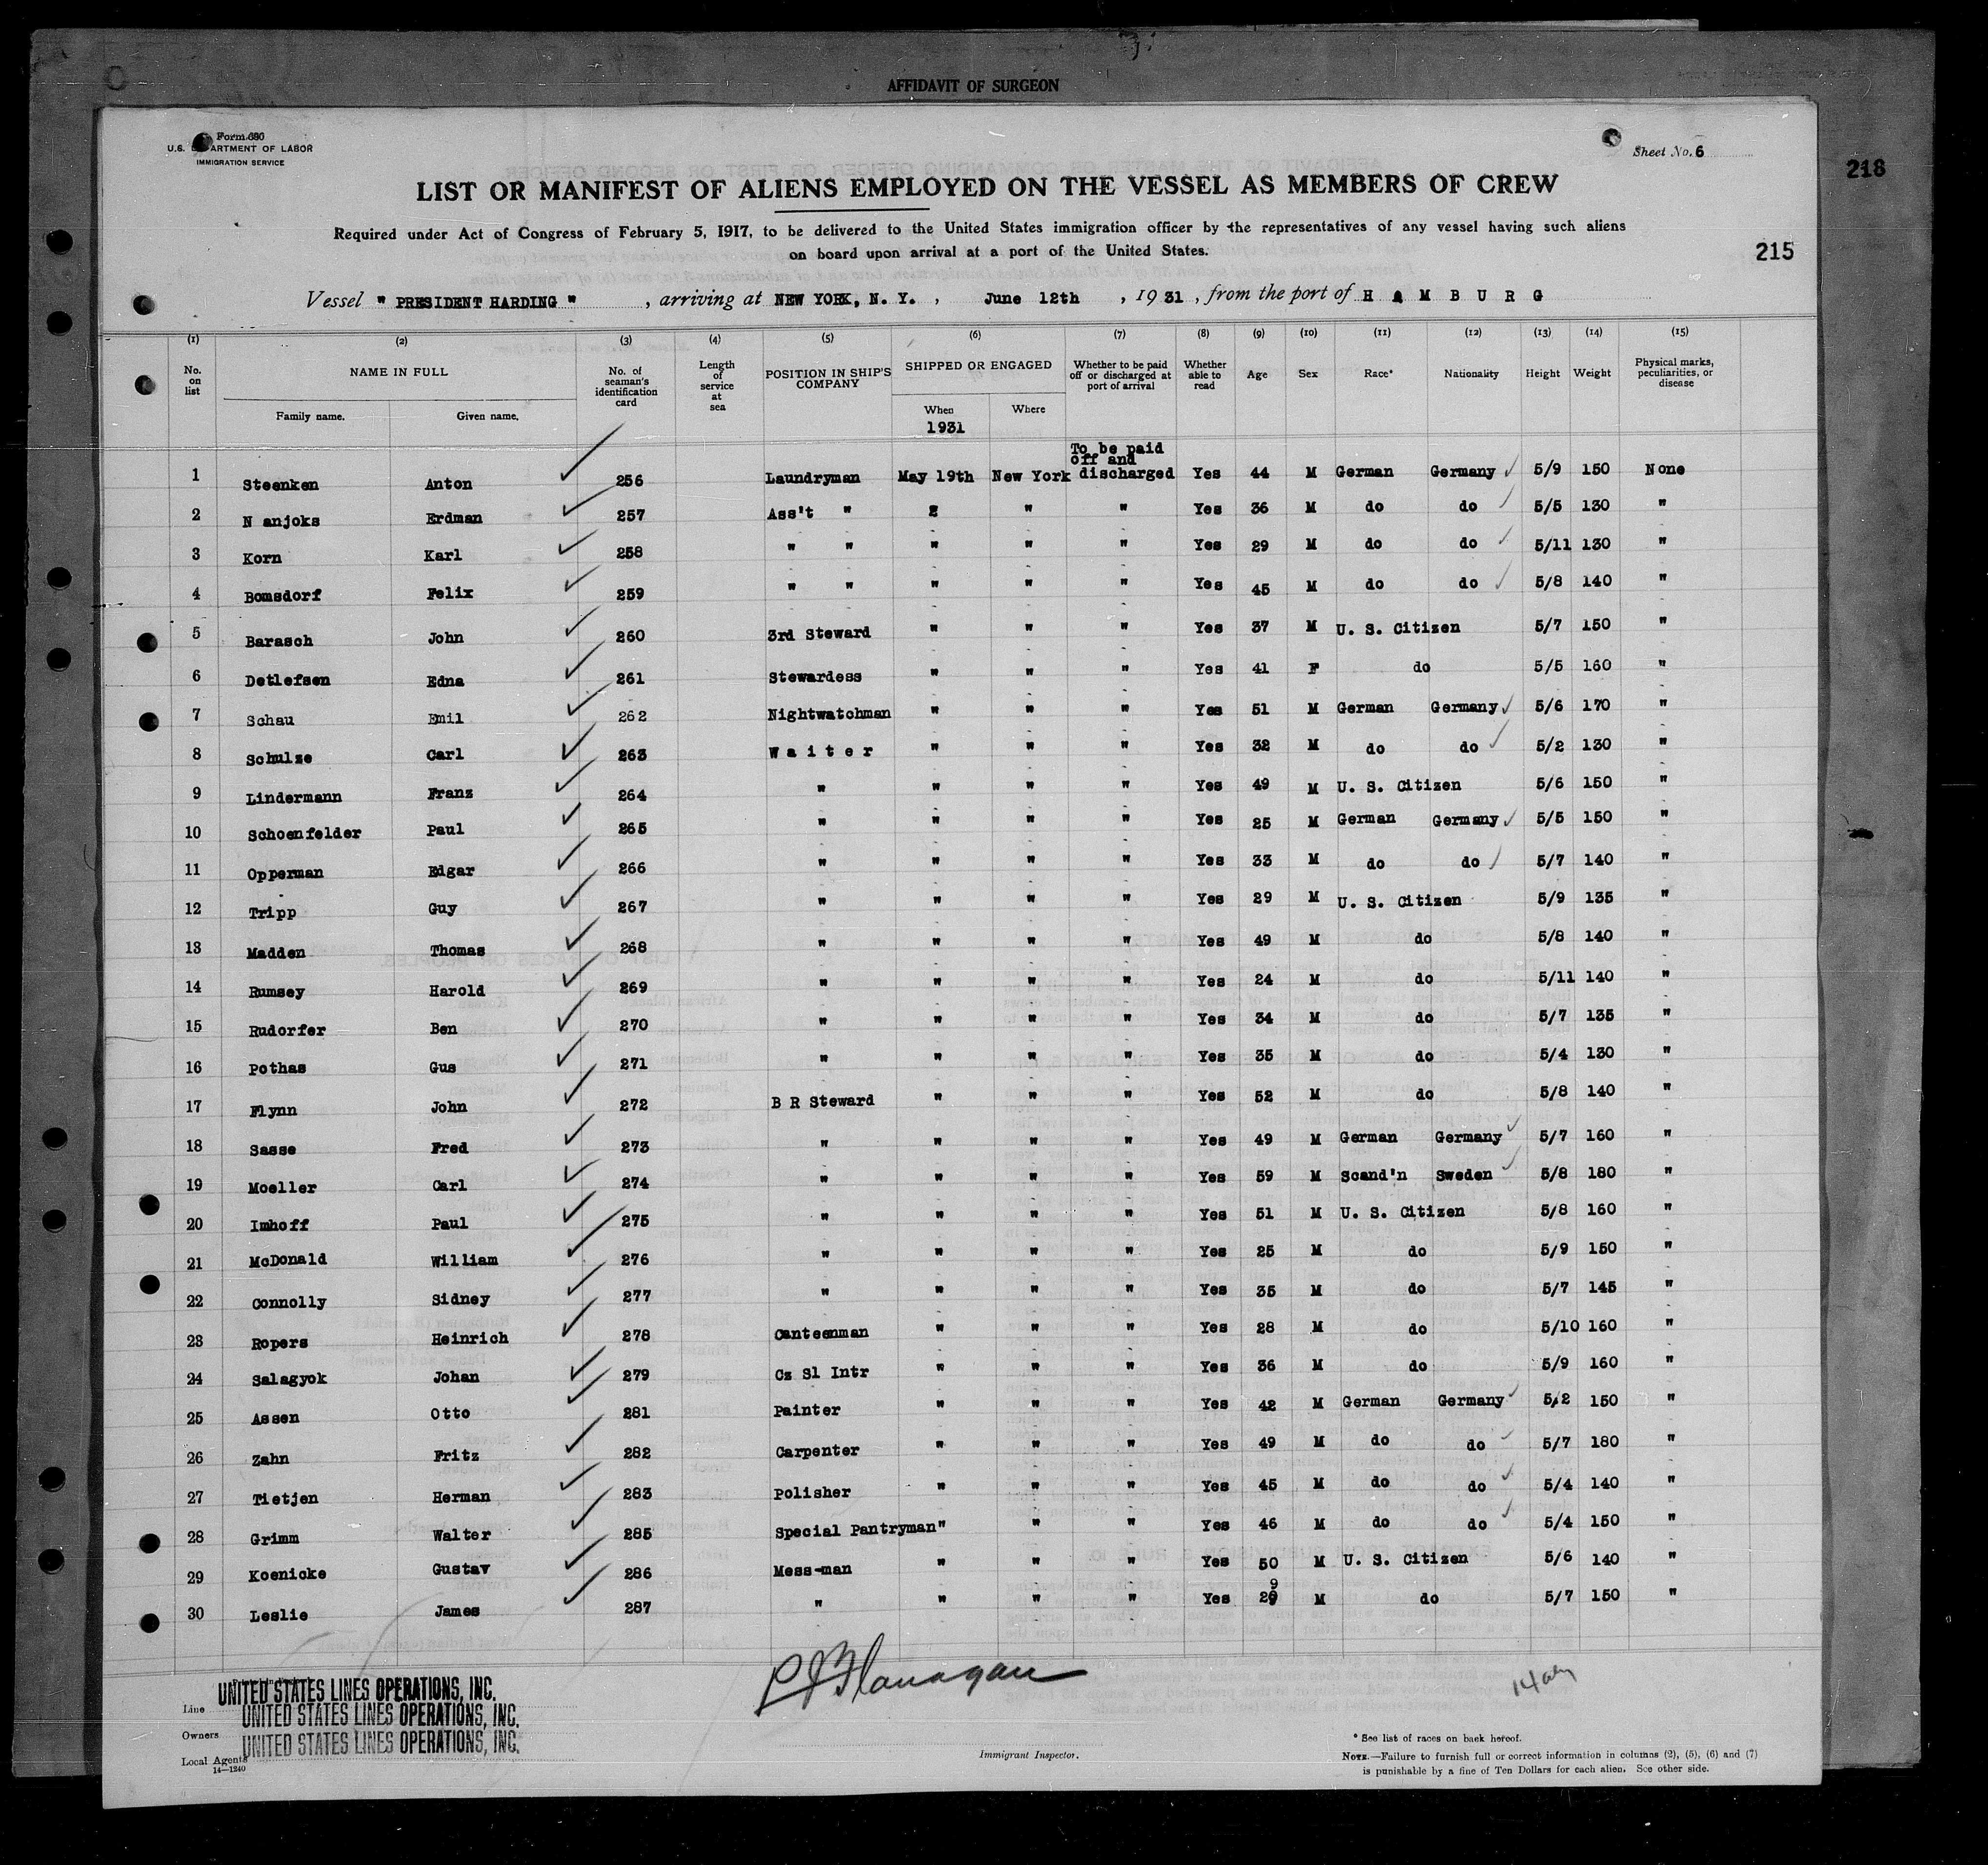 AFFIDAVIT OF SURGEON
Form 680
U.S. DEPARTMENT OF LABOR
IMMIGRATION SERVICE
Sheet No. 6
218
LIST OR MANIFEST OF ALIENS EMPLOYED ON THE VESSEL AS MEMBERS OF CREW
Required under Act of Congress of February 5, 1917, to be delivered to the United States immigration officer by the representatives of any vessel having such aliens
on board upon arrival at a port of the United States.
215
Vessel " PRESIDENT HARDING " , arriving at NEW YORK, N. Y. , June 12th , 1931 , from the port of H A M B U R G
(1) (2) (3) (4) (5) (6) (7) (8) (9) (10) (11) (12) (13) (14) (15)
No. on list NAME IN FULL Family name. Given name. No. of seaman's identification card Length of service at sea POSITION IN SHIP'S COMPANY SHIPPED OR ENGAGED When 1931 Where Whether to be paid off or discharged at port of arrival Whether able to read Age Sex Race* Nationality Height Weight Physical marks, peculiarities, or disease
1 Steenken Anton 256 Laundryman May 19th New York To be paid off and discharged Yes 44 M German Germany 5/9 150 None
2 N anjoks Erdman 257 Ass't " " " Yes 36 M do do 5/5 130 "
3 Korn Karl 258 " " " " " Yes 29 M do do 5/11 130 "
4 Bomsdorf Felix 259 " " " " " Yes 45 M do do 5/8 140 "
5 Barasch John 260 3rd Steward " " " Yes 37 M U. S. Citizen 5/7 150 "
6 Detlefsen Edna 261 Stewardess " " " Yes 41 F do 5/5 160 "
7 Schau Emil 262 Nightwatchman " " " Yes 51 M German Germany 5/6 170 "
8 Schulze Carl 263 W a i t e r " " " Yes 32 M do do 5/2 130 "
9 Lindermann Franz 264 " " " " Yes 49 M U. S. Citizen 5/6 150 "
10 Schoenfelder Paul 265 " " " " Yes 25 M German Germany 5/5 150 "
11 Opperman Edgar 266 " " " " Yes 33 M do do 5/7 140 "
12 Tripp Guy 267 " " " " Yes 29 M U. S. Citizen 5/9 135 "
13 Madden Thomas 268 " " " " Yes 49 M do 5/8 140 "
14 Rumsey Harold 269 " " " " Yes 24 M do 5/11 140 "
15 Rudorfer Ben 270 " " " " Yes 34 M do 5/7 135 "
16 Pothas Gus 271 " " " " Yes 35 M do 5/4 130 "
17 Flynn John 272 B R Steward " " " Yes 52 M do 5/8 140 "
18 Sasse Fred 273 " " " " Yes 49 M German Germany 5/7 160 "
19 Moeller Carl 274 " " " " Yes 59 M Scand'n Sweden 5/8 180 "
20 Imhoff Paul 275 " " " " Yes 51 M U. S. Citizen 5/8 160 "
21 McDonald William 276 " " " " Yes 25 M do 5/9 150 "
22 Connolly Sidney 277 " " " " Yes 35 M do 5/7 145 "
23 Ropers Heinrich 278 Canteenman " " " Yes 28 M do 5/10 160 "
24 Salagyok Johan 279 Cz Sl Intr " " " Yes 36 M do 5/9 160 "
25 Assen Otto 281 Painter " " " Yes 42 M German Germany 5/2 150 "
26 Zahn Fritz 282 Carpenter " " " Yes 49 M do do 5/7 180 "
27 Tietjen Herman 283 Polisher " " " Yes 45 M do do 5/4 140 "
28 Grimm Walter 285 Special Pantryman " " " Yes 46 M do do 5/4 150 "
29 Koenicke Gustav 286 Mess-man " " " Yes 50 M U. S. Citizen 5/6 140 "
30 Leslie James 287 " " " " Yes 29 M do 5/7 150 "
P J Flanagan
14 aly
Line UNITED STATES LINES OPERATIONS, INC.
UNITED STATES LINES OPERATIONS, INC.
Owners
UNITED STATES LINES OPERATIONS, INC.
Local Agents
14—1240
Immigrant Inspector.
* See list of races on back hereof.
NOTE.—Failure to furnish full or correct information in columns (2), (5), (6) and (7)
is punishable by a fine of Ten Dollars for each alien. See other side.